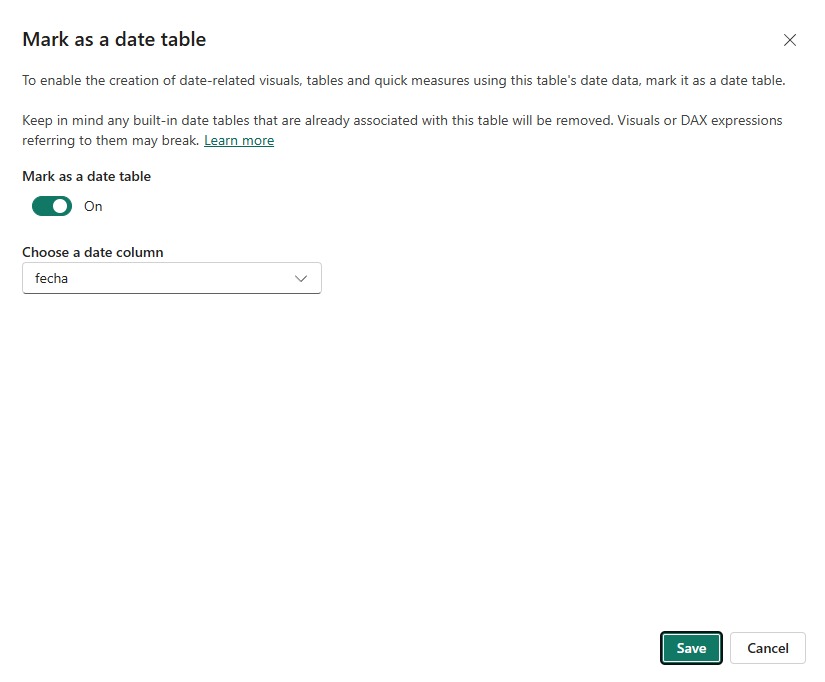 Mark as a date table
To enable the creation of date-related visuals, tables and quick measures using this table's date data, mark it as a date table.
Keep in mind any built-in date tables that are already associated with this table will be removed. Visuals or DAX expressions
referring to them may break. Learn more
Mark as a date table
On
Choose a date column
fecha
Save Cancel